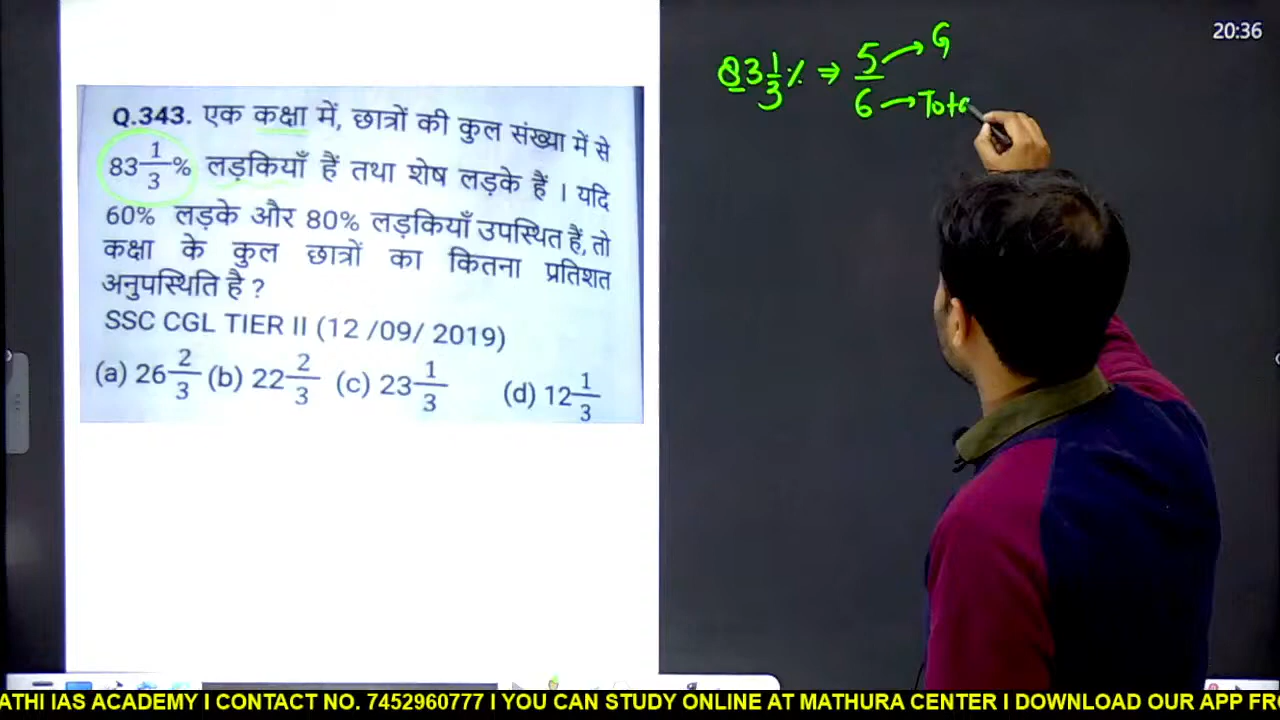 20:36
Q.343. एक कक्षा में, छात्रों की कुल संख्या में से
83 1/3 % लड़कियाँ हैं तथा शेष लड़के हैं । यदि
60% लड़के और 80% लड़कियाँ उपस्थित हैं, तो
कक्षा के कुल छात्रों का कितना प्रतिशत
अनुपस्थिति है ?
SSC CGL TIER II (12 /09/ 2019)
(a) 26 2/3 (b) 22 2/3 (c) 23 1/3 (d) 12 1/3
83 1/3 % ⇒ 5/6
5 → G
6 → Tota
ATHI IAS ACADEMY I CONTACT NO. 7452960777 I YOU CAN STUDY ONLINE AT MATHURA CENTER I DOWNLOAD OUR APP FR